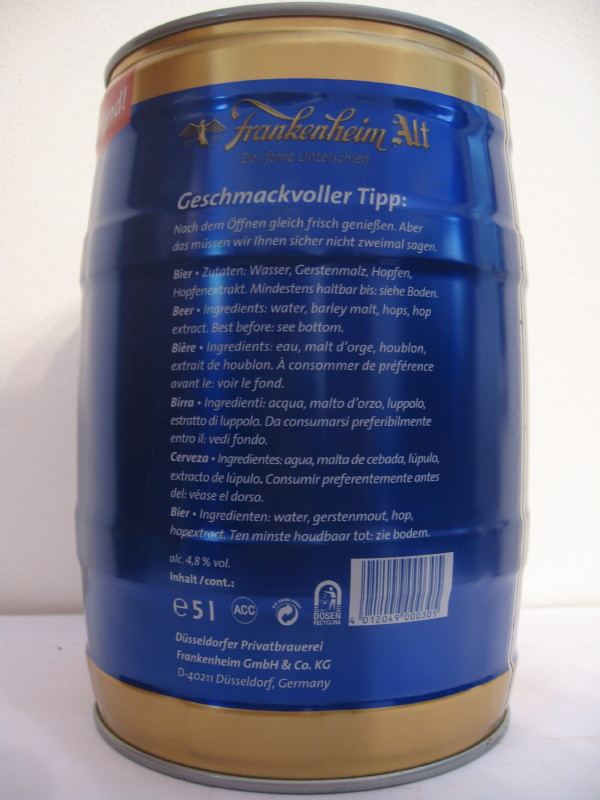 Frankenheim Alt
Der feine Unterschied
Geschmackvoller Tipp:
Nach dem Öffnen gleich frisch genießen. Aber
das müssen wir Ihnen sicher nicht zweimal sagen.
Bier • Zutaten: Wasser, Gerstenmalz, Hopfen,
Hopfenextrakt. Mindestens haltbar bis: siehe Boden.
Beer • Ingredients: water, barley malt, hops, hop
extract. Best before: see bottom.
Bière • Ingredients: eau, malt d'orge, houblon,
extrait de houblon. À consommer de préférence
avant le: voir le fond.
Birra • Ingredienti: acqua, malto d'orzo, luppolo,
estratto di luppolo. Da consumarsi preferibilmente
entro il: vedi fondo.
Cerveza • Ingredientes: agua, malta de cebada, lúpulo,
extracto de lúpulo. Consumir preferentemente antes
del: véase el dorso.
Bier • Ingredienten: water, gerstenmout, hop,
hopextract. Ten minste houdbaar tot: zie bodem.
alc. 4,8 % vol.
Inhalt / cont.:
e 5 l
ACC
DOSEN
RECYCLING
4 012049 000303
Düsseldorfer Privatbrauerei
Frankenheim GmbH & Co. KG
D-40211 Düsseldorf, Germany